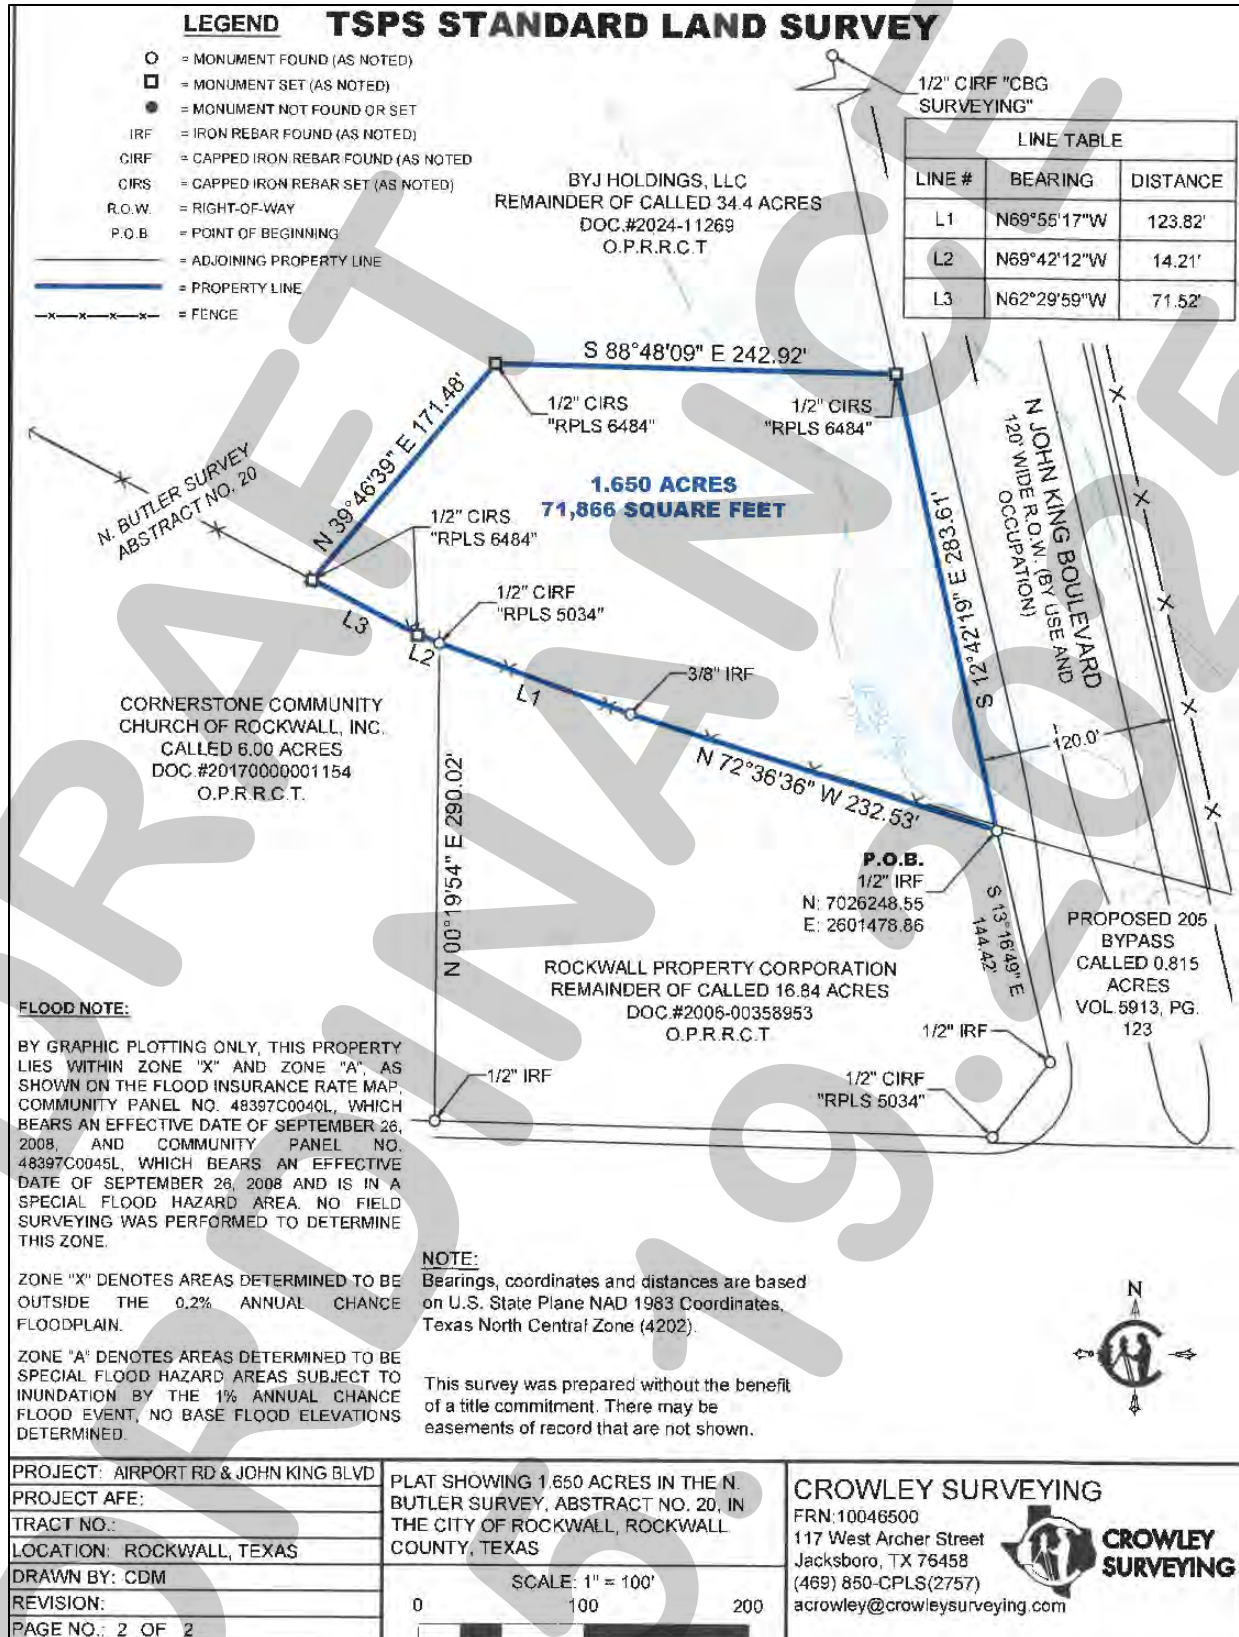 LEGEND
TSPS STANDARD LAND SURVEY
= MONUMENT FOUND (AS NOTED)
= MONUMENT SET (AS NOTED)
= MONUMENT NOT FOUND OR SET
IRF = IRON REBAR FOUND (AS NOTED)
CIRF = CAPPED IRON REBAR FOUND (AS NOTED
CIRS = CAPPED IRON REBAR SET (AS NOTED)
R.O.W. = RIGHT-OF-WAY
P.O.B = POINT OF BEGINNING
= ADJOINING PROPERTY LINE
= PROPERTY LINE
= FENCE
1/2" CIRF "CBG
SURVEYING"
LINE TABLE
LINE # BEARING DISTANCE
L1 N69°55'17"W 123.82'
L2 N69°42'12"W 14.21'
L3 N62°29'59"W 71.52'
BYJ HOLDINGS, LLC
REMAINDER OF CALLED 34.4 ACRES
DOC.#2024-11269
O.P.R.R.C.T
S 88°48'09" E 242.92'
N 39°46'39" E 171.48'
1/2" CIRS
"RPLS 6484"
1/2" CIRS
"RPLS 6484"
N. BUTLER SURVEY
ABSTRACT NO. 20
1.650 ACRES
71,866 SQUARE FEET
1/2" CIRS
"RPLS 6484"
1/2" CIRF
"RPLS 5034"
S 12°42'19" E 283.61'
N JOHN KING BOULEVARD
120' WIDE R.O.W. (BY USE AND
OCCUPATION)
L3
L2
L1
3/8" IRF
N 72°36'36" W 232.53'
120.0'
CORNERSTONE COMMUNITY
CHURCH OF ROCKWALL, INC.
CALLED 6.00 ACRES
DOC.#20170000001154
O.P.R.R.C.T.
N 00°19'54" E 290.02'
P.O.B.
1/2" IRF
N: 7026248.55
E: 2601478.86
S 13°16'49" E
144.42'
PROPOSED 205
BYPASS
CALLED 0.815
ACRES
VOL.5913, PG.
123
ROCKWALL PROPERTY CORPORATION
REMAINDER OF CALLED 16.84 ACRES
DOC.#2006-00358953
O.P.R.R.C.T
1/2" IRF
1/2" IRF
1/2" CIRF
"RPLS 5034"
FLOOD NOTE:
BY GRAPHIC PLOTTING ONLY, THIS PROPERTY
LIES WITHIN ZONE "X" AND ZONE "A", AS
SHOWN ON THE FLOOD INSURANCE RATE MAP,
COMMUNITY PANEL NO. 48397C0040L, WHICH
BEARS AN EFFECTIVE DATE OF SEPTEMBER 26,
2008, AND COMMUNITY PANEL NO.
48397C0045L, WHICH BEARS AN EFFECTIVE
DATE OF SEPTEMBER 26, 2008 AND IS IN A
SPECIAL FLOOD HAZARD AREA. NO FIELD
SURVEYING WAS PERFORMED TO DETERMINE
THIS ZONE.
ZONE "X" DENOTES AREAS DETERMINED TO BE
OUTSIDE THE 0.2% ANNUAL CHANCE
FLOODPLAIN.
ZONE "A" DENOTES AREAS DETERMINED TO BE
SPECIAL FLOOD HAZARD AREAS SUBJECT TO
INUNDATION BY THE 1% ANNUAL CHANCE
FLOOD EVENT, NO BASE FLOOD ELEVATIONS
DETERMINED.
NOTE:
Bearings, coordinates and distances are based
on U.S. State Plane NAD 1983 Coordinates,
Texas North Central Zone (4202).
This survey was prepared without the benefit
of a title commitment. There may be
easements of record that are not shown.
N
PROJECT: AIRPORT RD & JOHN KING BLVD
PROJECT AFE:
TRACT NO.:
LOCATION: ROCKWALL, TEXAS
DRAWN BY: CDM
REVISION:
PAGE NO.: 2 OF 2
PLAT SHOWING 1.650 ACRES IN THE N.
BUTLER SURVEY, ABSTRACT NO. 20, IN
THE CITY OF ROCKWALL, ROCKWALL
COUNTY, TEXAS
SCALE: 1" = 100'
0 100 200
CROWLEY SURVEYING
FRN:10046500
117 West Archer Street
Jacksboro, TX 76458
(469) 850-CPLS(2757)
acrowley@crowleysurveying.com
CROWLEY
SURVEYING
DRAFT
ORDINANCE